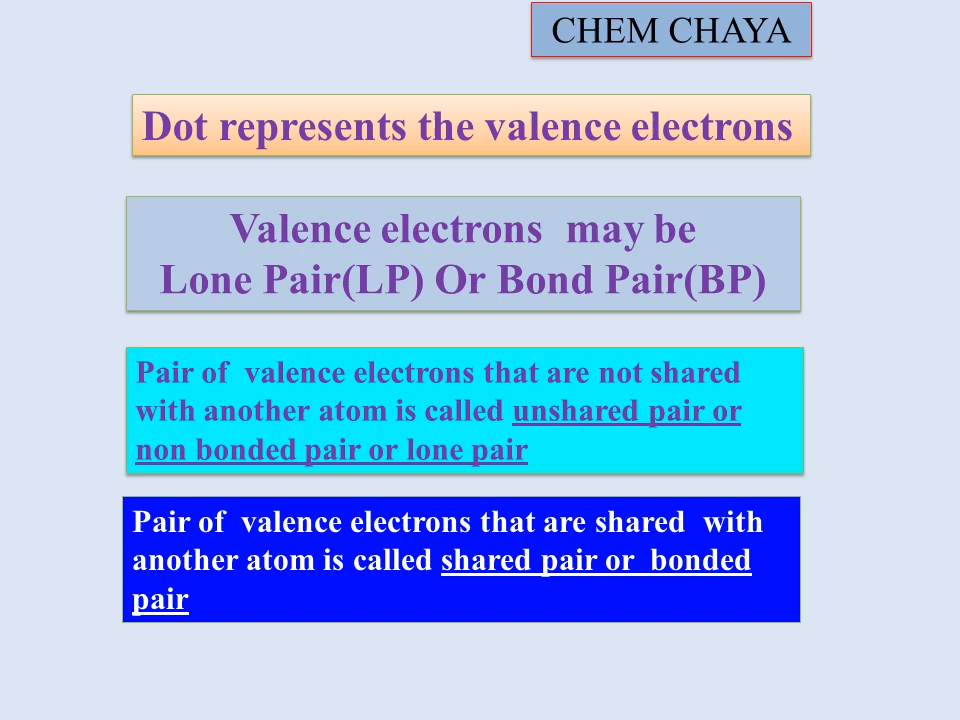 CHEM CHAYA
Dot represents the valence electrons
Valence electrons  may be
Lone Pair(LP) Or Bond Pair(BP)
Pair of  valence electrons that are not shared
with another atom is called unshared pair or
non bonded pair or lone pair
Pair of  valence electrons that are shared  with
another atom is called shared pair or  bonded
pair